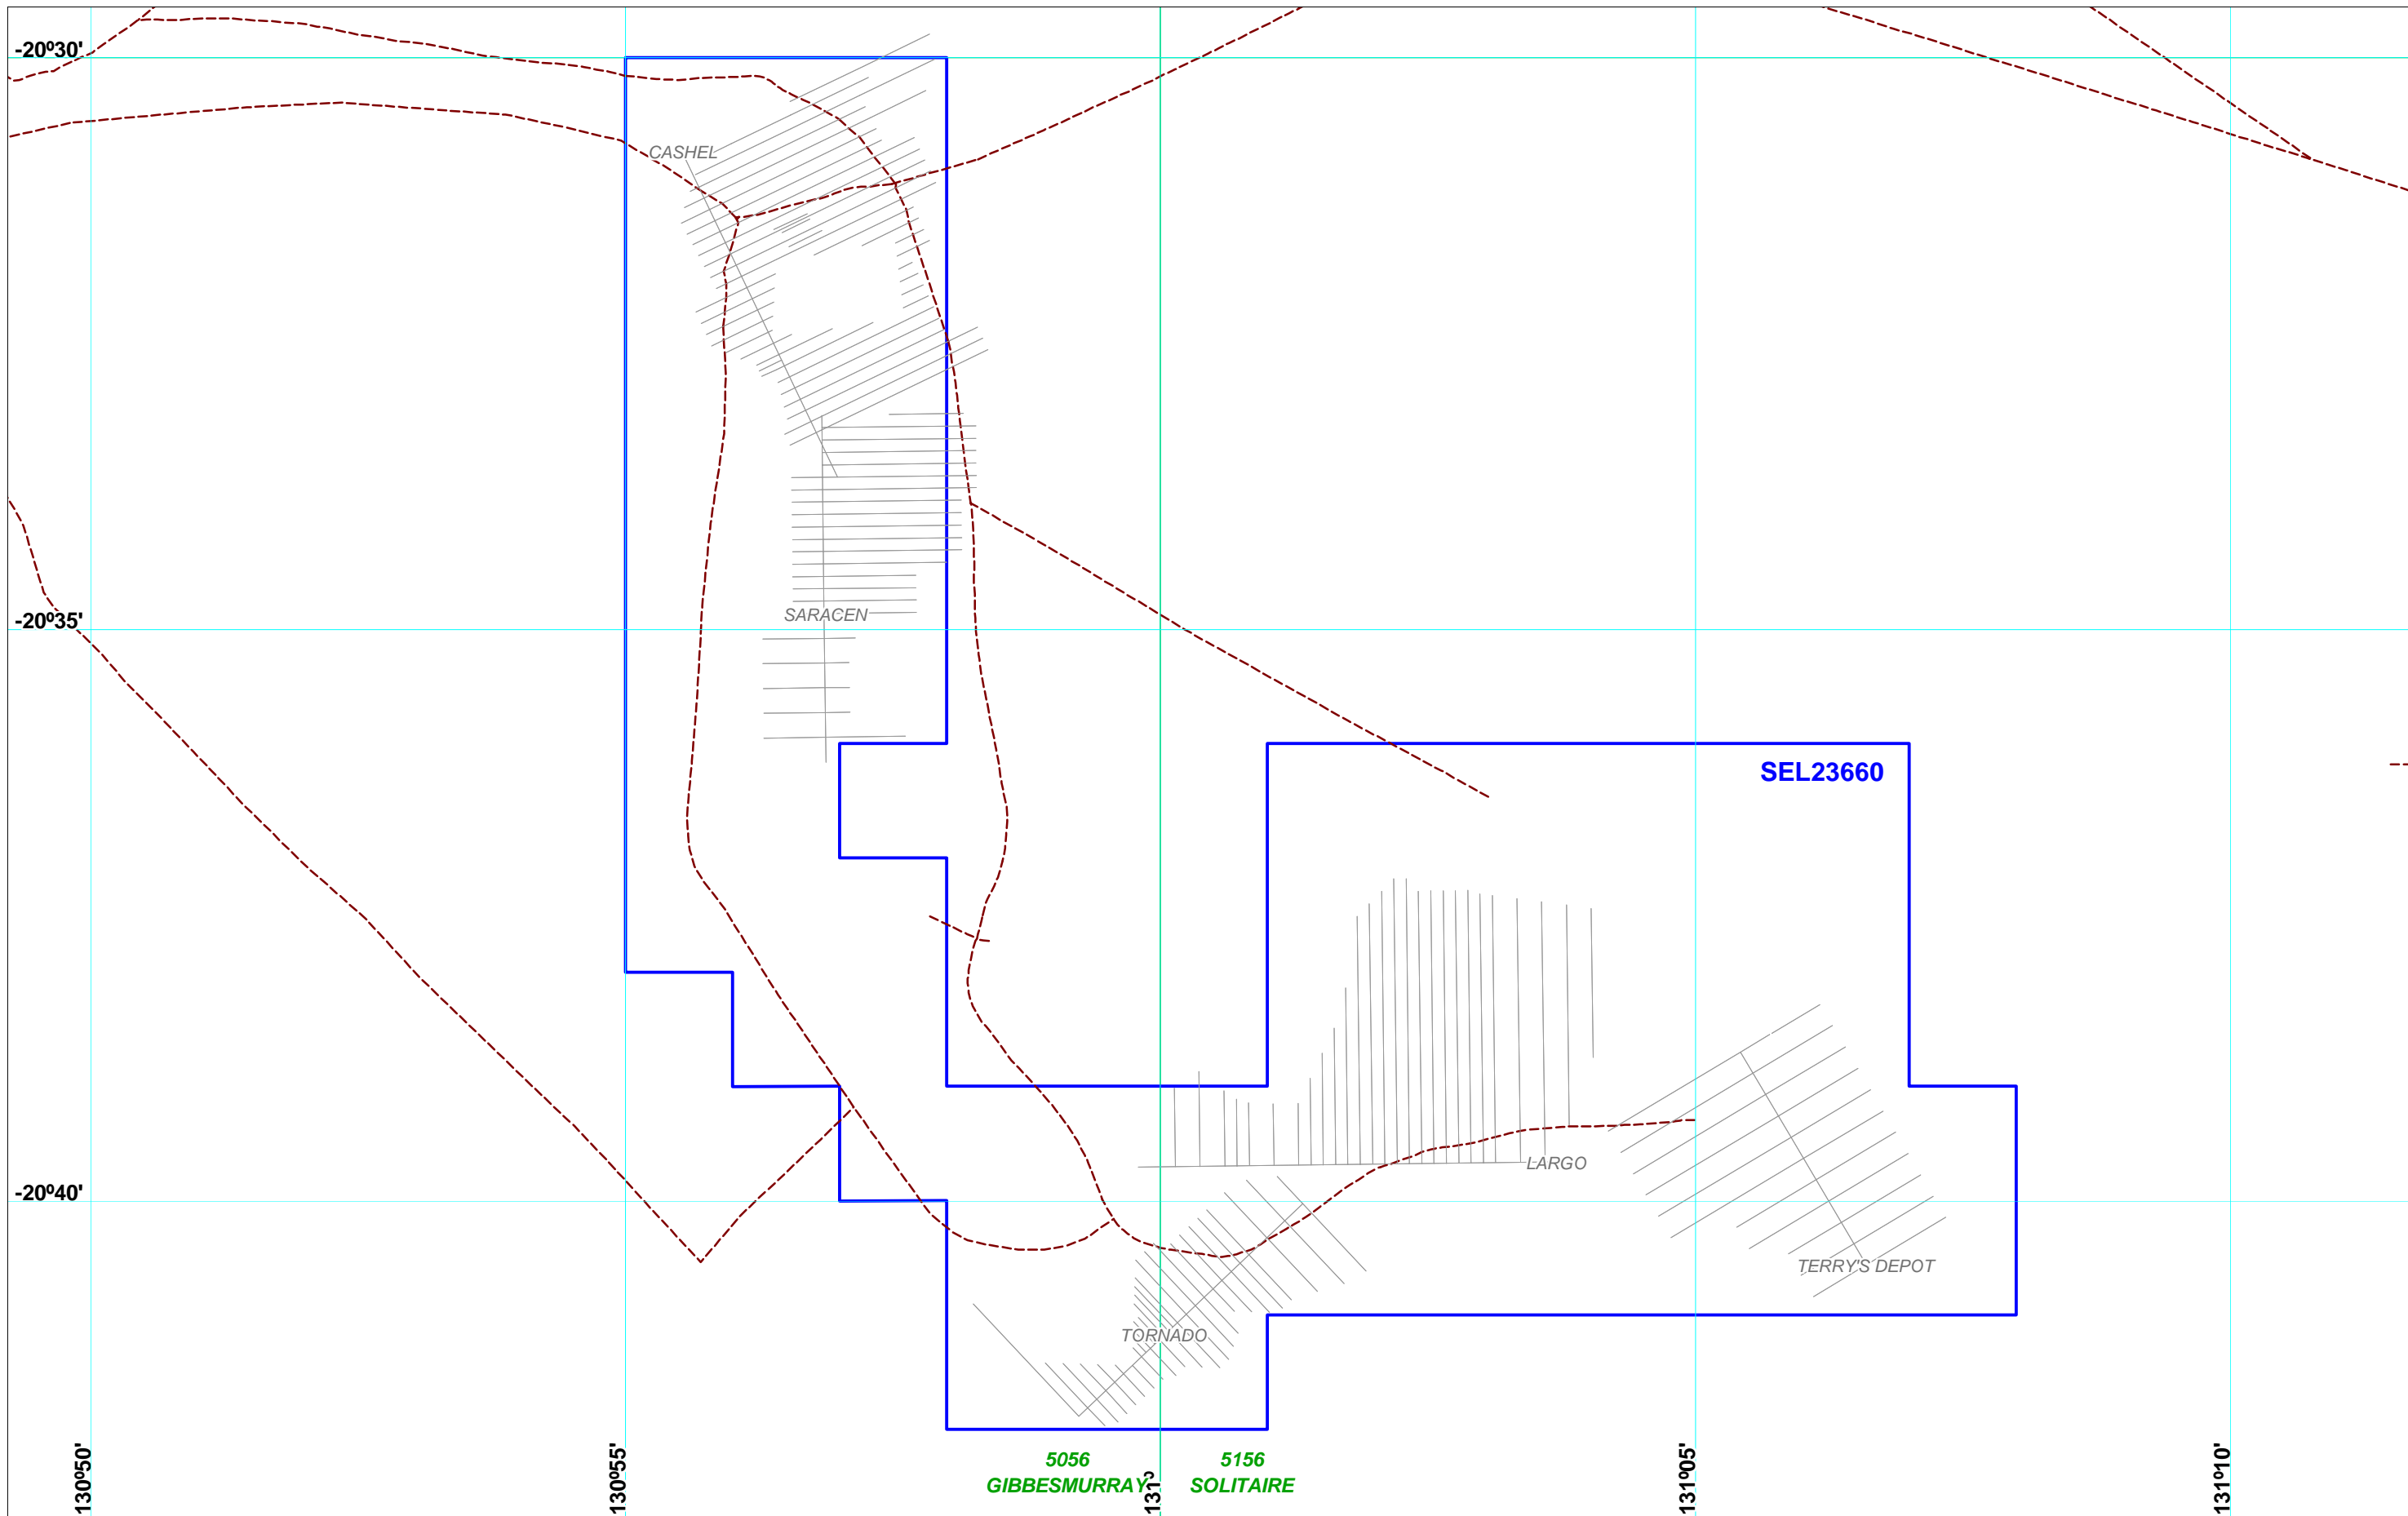 -20º30'
CASHEL
-20º35'
SARACEN
SEL23660
LARGO
-20º40'
TERRY'S DEPOT
TORNADO
5056
GIBBESMURRAY
5156
SOLITAIRE
130º50'
130º55'
131º
131º05'
131º10'